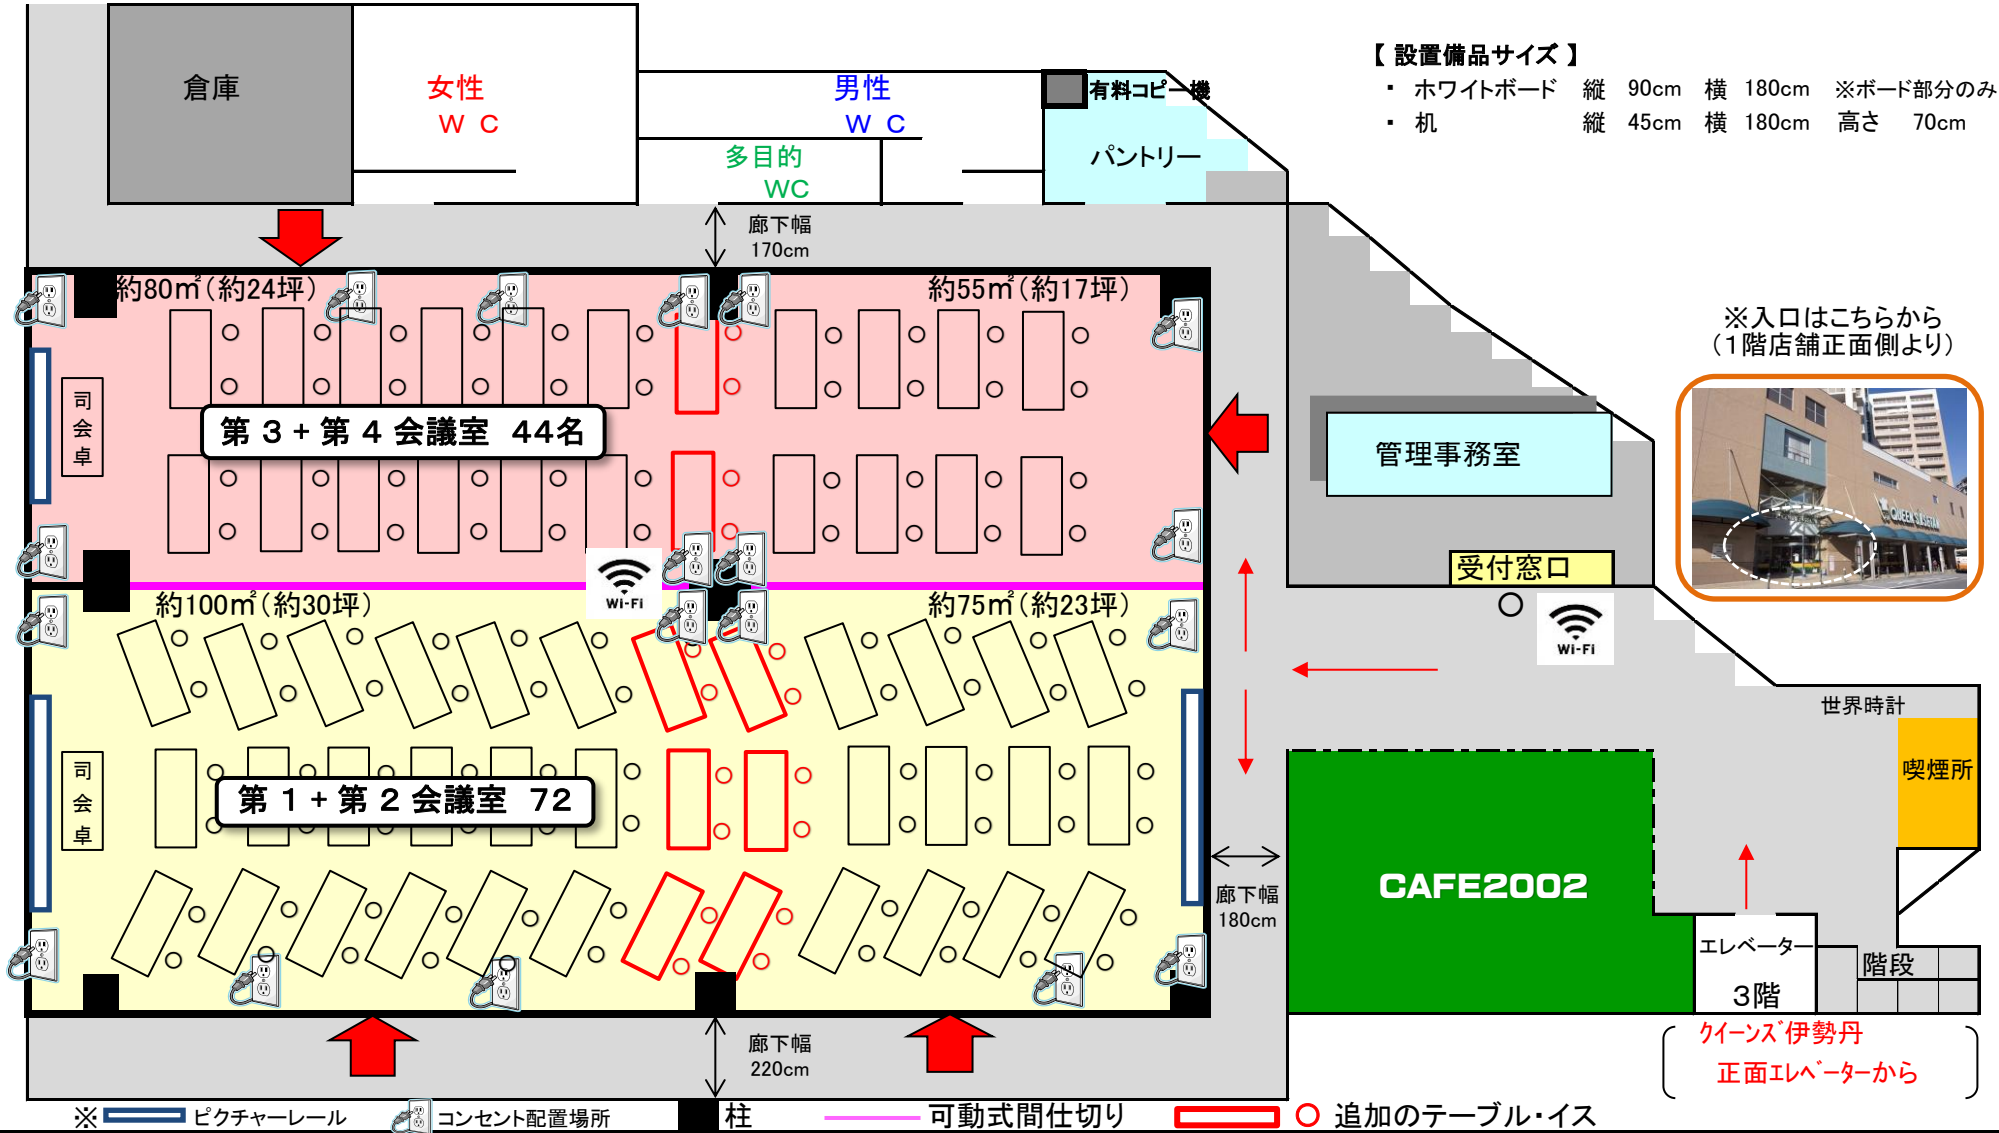 倉庫
女性
ＷＣ
男性
ＷＣ
多目的
WC
有料コピー機
パントリー
【 設置備品サイズ 】
・ ホワイトボード 縦 90cm 横 180cm ※ボード部分のみ
・ 机 縦 45cm 横 180cm 高さ 70cm
廊下幅
170cm
約80㎡（約24坪）
約55㎡（約17坪）
司会卓
第３+第４会議室 44名
管理事務室
※入口はこちらから
（１階店舗正面側より）
受付窓口
Wi-Fi
Wi-Fi
約100㎡（約30坪）
約75㎡（約23坪）
世界時計
喫煙所
司会卓
第１+第２会議室 72
CAFE2002
廊下幅
180cm
エレベーター
3階
階段
クイーンズ伊勢丹
正面エレベーターから
廊下幅
220cm
※ ピクチャーレール コンセント配置場所 柱 可動式間仕切り 追加のテーブル・イス